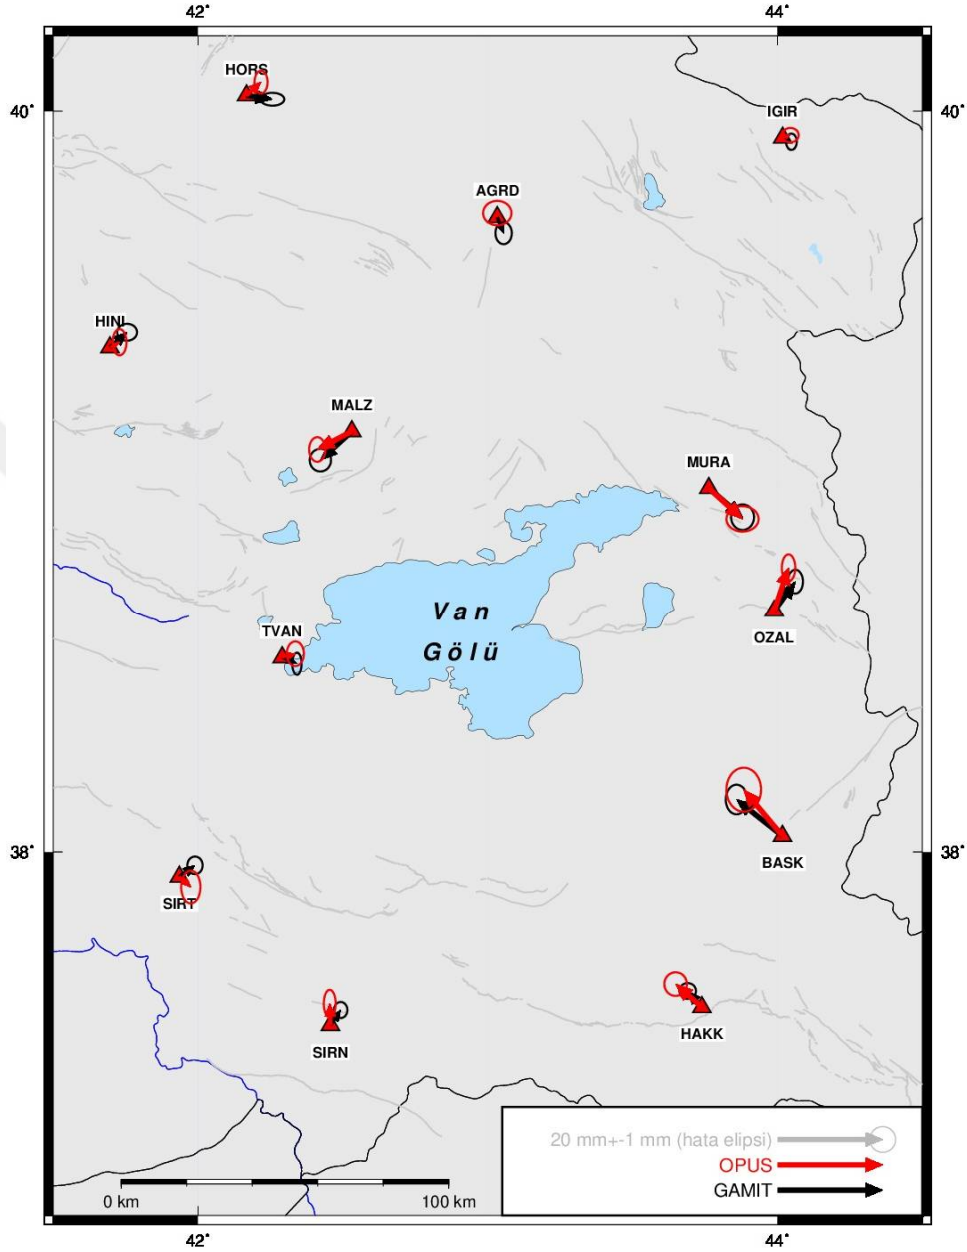 42° 44°
HORS
40° 40°
IGIR
AGRD
HINI
MALZ
MURA
Van
TVAN
OZAL
Gölü
38° 38°
BASK
SIRT
HAKK
SIRN
20 mm+-1 mm (hata elipsi)
OPUS
GAMIT
0 km 100 km
42° 44°